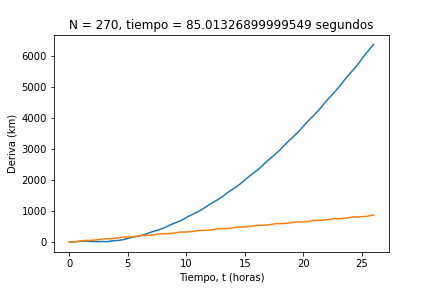 N = 270, tiempo = 85.01326899999549 segundos
6000
5000
4000
3000
2000
1000
0
Deriva (km)
0 5 10 15 20 25
Tiempo, t (horas)